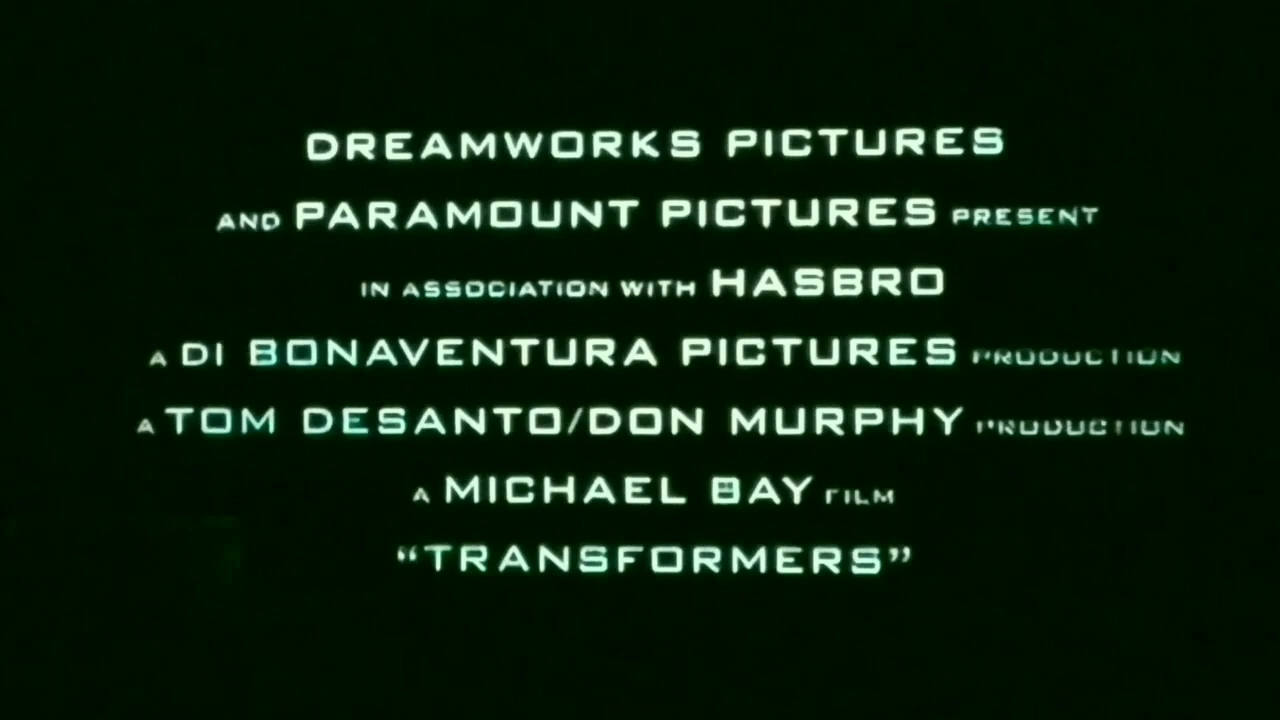 DREAMWORKS PICTURES
AND PARAMOUNT PICTURES PRESENT
IN ASSOCIATION WITH HASBRO
A DI BONAVENTURA PICTURES PRODUCTION
A TOM DESANTO/DON MURPHY PRODUCTION
A MICHAEL BAY FILM
“TRANSFORMERS”